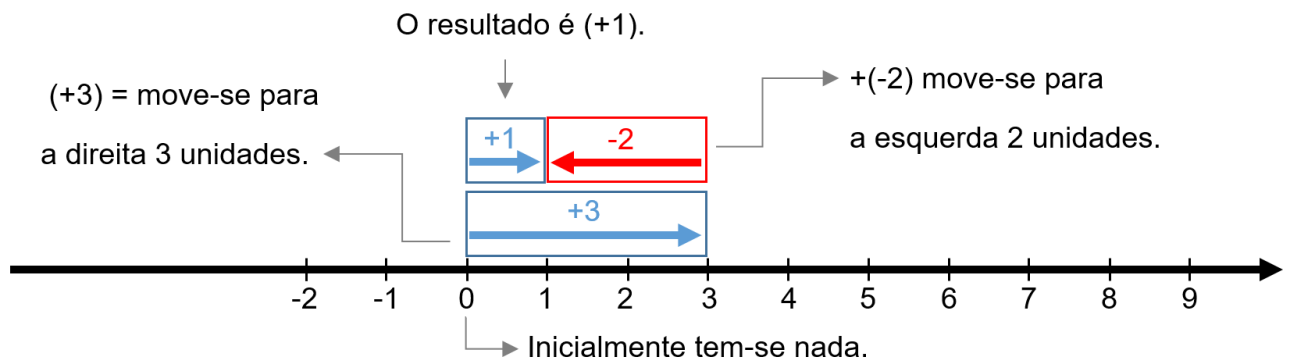 O resultado é (+1).
(+3) = move-se para
a direita 3 unidades.
+(-2) move-se para
a esquerda 2 unidades.
+1
-2
+3
-2 -1 0 1 2 3 4 5 6 7 8 9
Inicialmente tem-se nada.